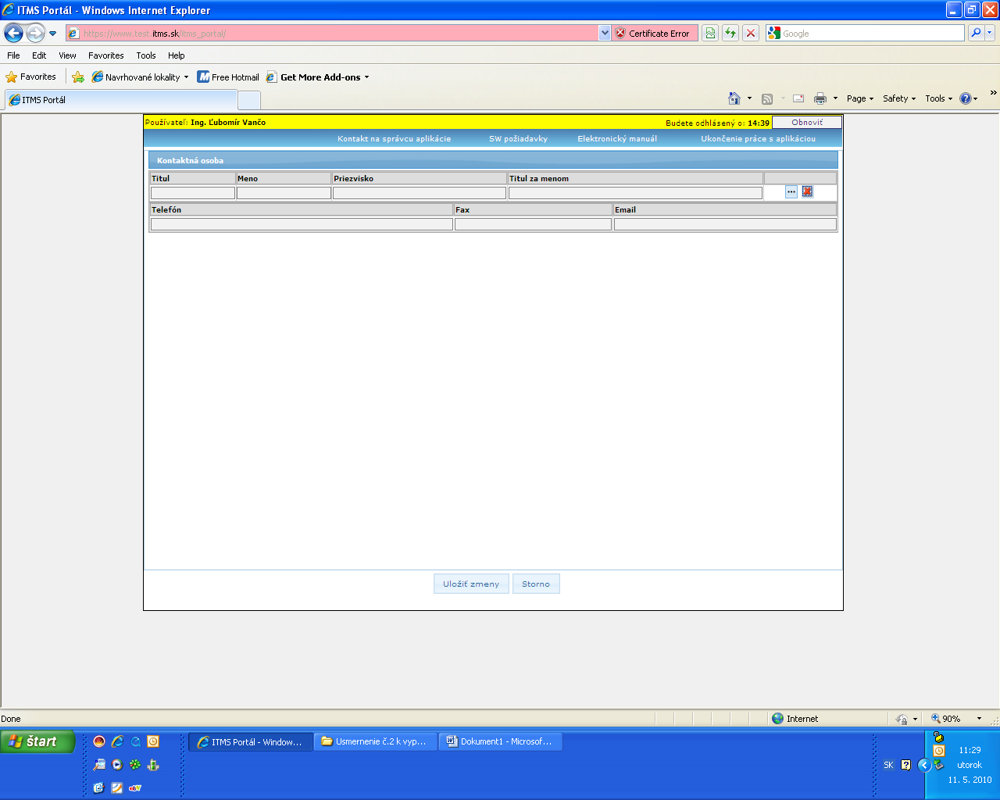 ITMS Portál - Windows Internet Explorer
https://www.test.itms.sk/itms_portal/
Certificate Error
Google
File Edit View Favorites Tools Help
Favorites
Navrhované lokality
Free Hotmail
Get More Add-ons
ITMS Portál
Page
Safety
Tools
»
Používateľ: Ing. Ľubomír Vančo
Budete odhlásený o: 14:39
Obnoviť
Kontakt na správcu aplikácie
SW požiadavky
Elektronický manuál
Ukončenie práce s aplikáciou
Kontaktná osoba
Titul Meno Priezvisko Titul za menom
...
Telefón Fax Email
Uložiť zmeny
Storno
Done
Internet
90%
štart
ITMS Portál - Window...
Usmernenie č.2 k vyp...
Dokument1 - Microsof...
SK
11:29
utorok
11. 5. 2010